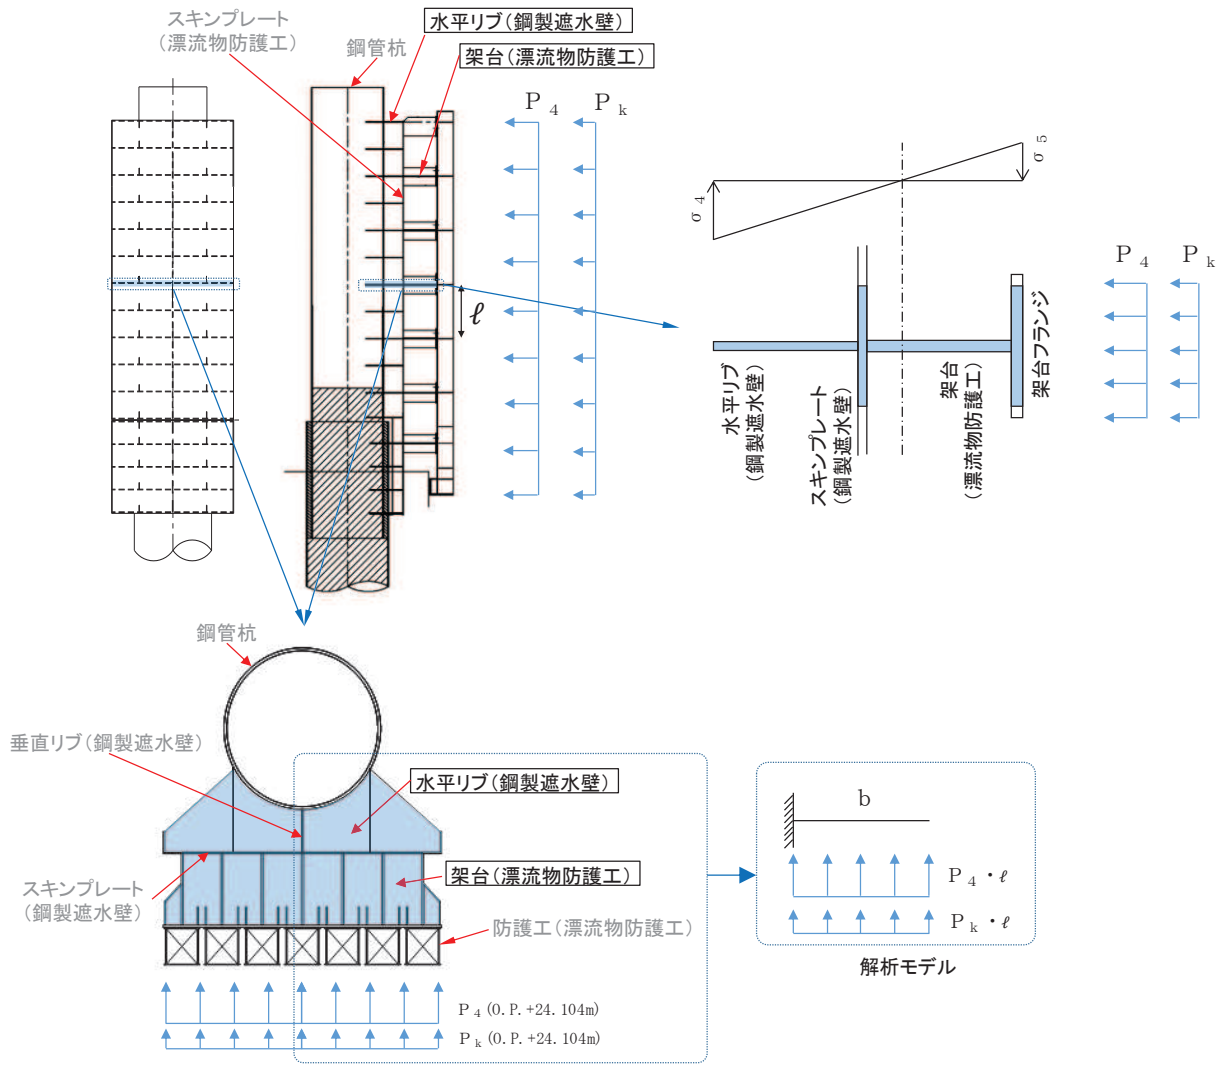 スキンプレート
(漂流物防護工)
水平リブ(鋼製遮水壁)
鋼管杭
架台(漂流物防護工)
P 4
P k
ℓ
σ 4
σ 5
P 4
P k
水平リブ
(鋼製遮水壁)
スキンプレート
(鋼製遮水壁)
架台
(漂流物防護工)
架台フランジ
鋼管杭
垂直リブ(鋼製遮水壁)
水平リブ(鋼製遮水壁)
スキンプレート
(鋼製遮水壁)
架台(漂流物防護工)
防護工(漂流物防護工)
P 4 (O.P.+24.104m)
P k (O.P.+24.104m)
b
P 4・ℓ
P k・ℓ
解析モデル